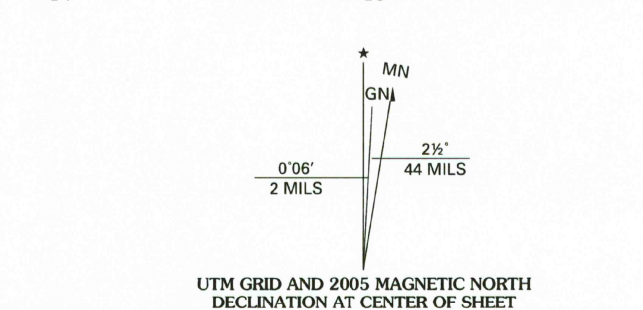 ★
MN
GN
2½°
44 MILS
0°06′
2 MILS
UTM GRID AND 2005 MAGNETIC NORTH
DECLINATION AT CENTER OF SHEET